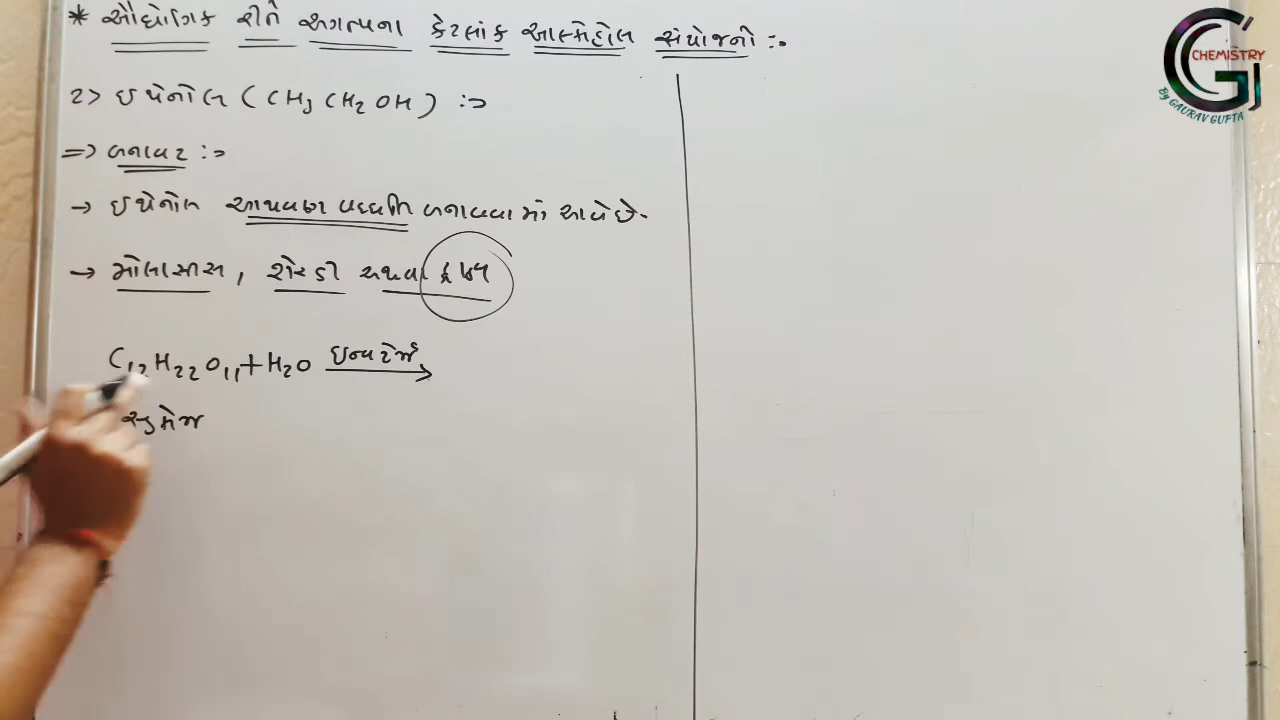 * ઔદ્યોગિક રીતે અગત્યના કેટલાંક આલ્કોહોલ સંયોજનો :-
2> ઇથેનોલ ( CH3 CH2 OH ) :-
=> બનાવટ :-
→ ઇથેનોલ આથવણ પદ્ધતિ બનાવવામાં આવે છે.
→ મોલાસીસ , શેરડી અથવા દ્રાક્ષ
C12H22O11 + H2O ઇન્વર્ટેઝ →
સુક્રોઝ
CHEMISTRY
By GAURAV GUPTA